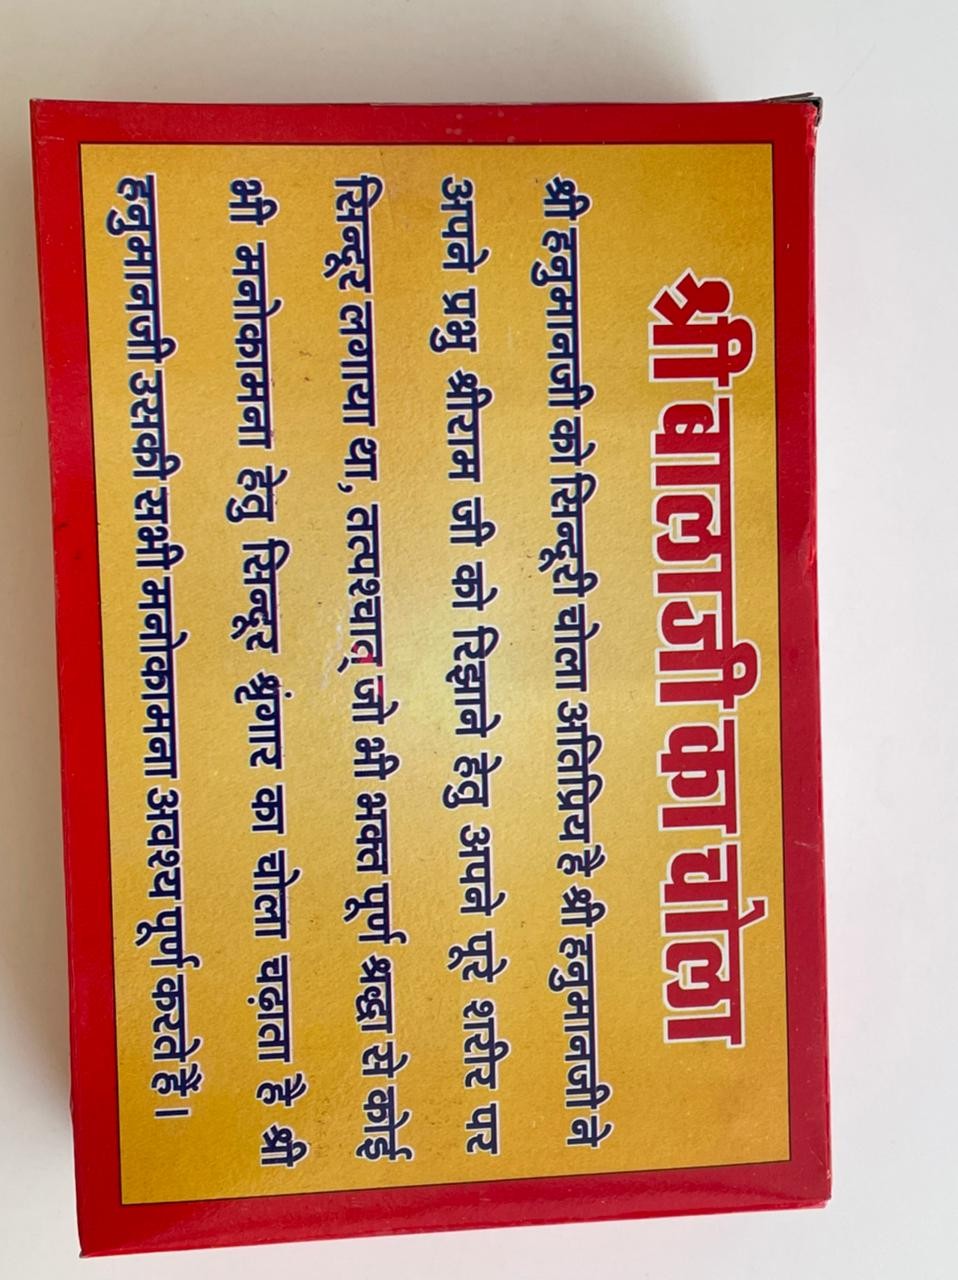 श्री बालाजी का चोला
श्री हनुमानजी को सिन्दूरी चोला अतिप्रिय है श्री हनुमानजी ने
अपने प्रभु श्रीराम जी को रिझाने हेतु अपने पूरे शरीर पर
सिन्दूर लगाया था, तत्पश्चात् जो भी भक्त पूर्ण श्रद्धा से कोई
भी मनोकामना हेतु सिन्दूर श्रृंगार का चोला चढ़ाता है श्री
हनुमानजी उसकी सभी मनोकामना अवश्य पूर्ण करते हैं।